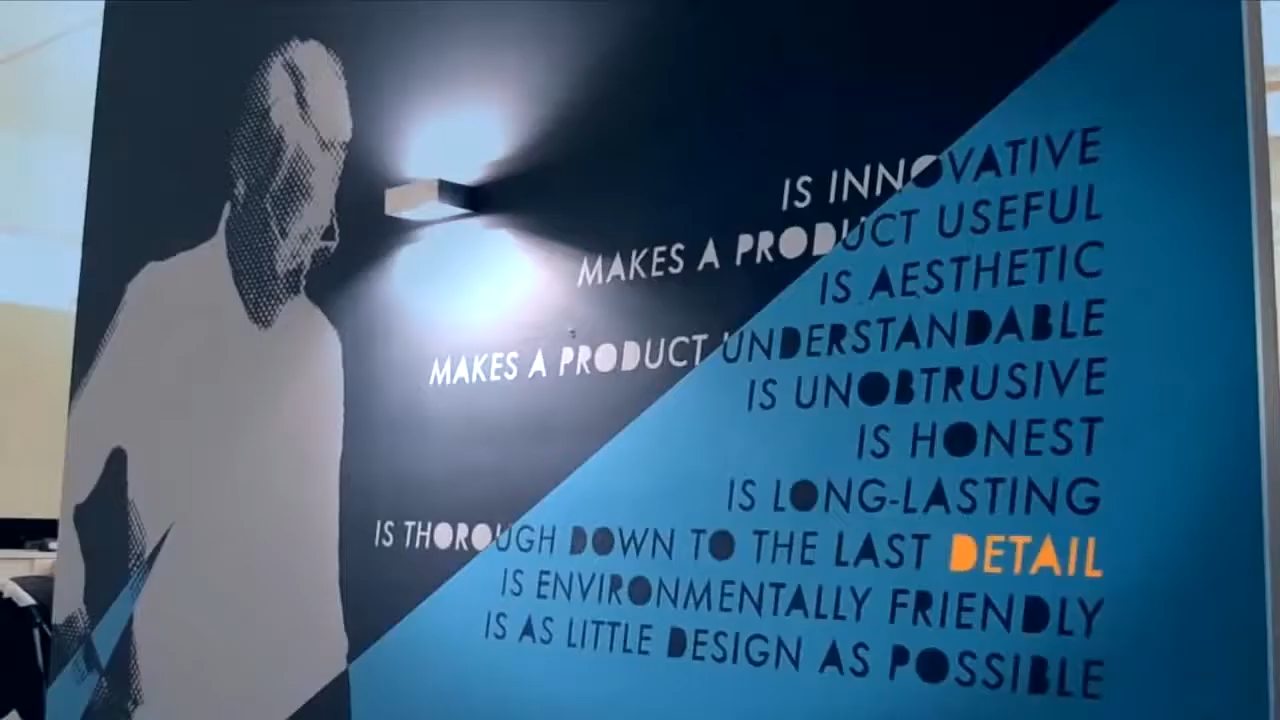 IS INNOVATIVE
MAKES A PRODUCT USEFUL
IS AESTHETIC
MAKES A PRODUCT UNDERSTANDABLE
IS UNOBTRUSIVE
IS HONEST
IS LONG-LASTING
IS THOROUGH DOWN TO THE LAST DETAIL
IS ENVIRONMENTALLY FRIENDLY
IS AS LITTLE DESIGN AS POSSIBLE